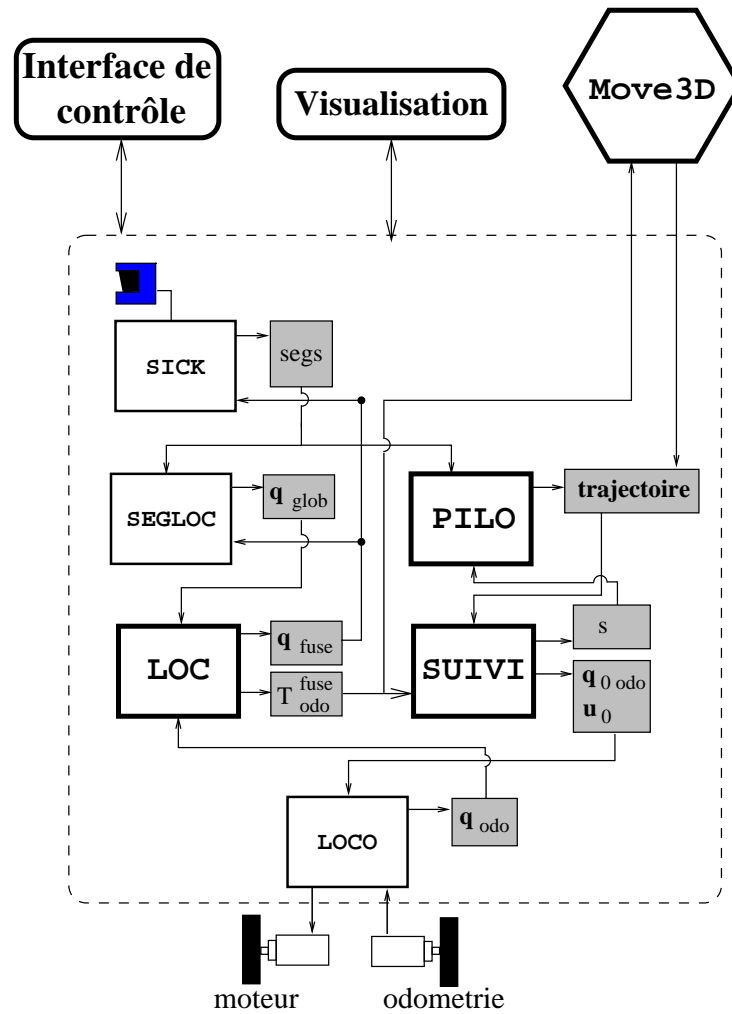 Interface de
contrôle
Visualisation
Move3D
SICK
segs
SEGLOC
q glob
PILO
trajectoire
LOC
q fuse
T fuse odo
SUIVI
s
q 0 odo
u 0
LOCO
q odo
moteur
odometrie